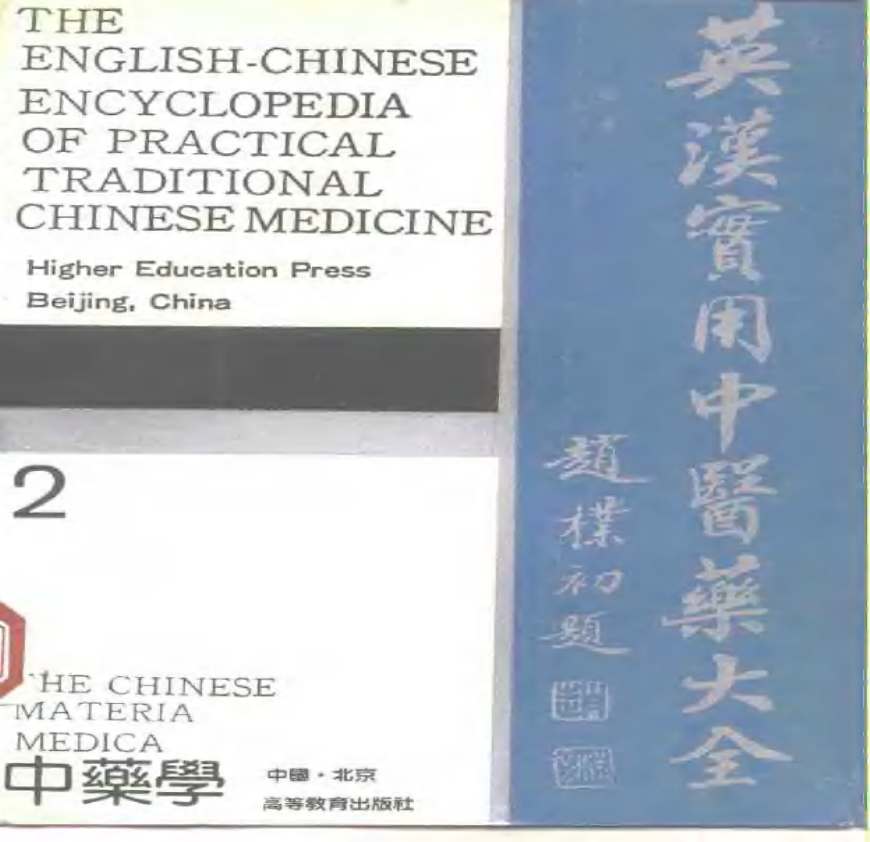 THE
ENGLISH-CHINESE
ENCYCLOPEDIA
OF PRACTICAL
TRADITIONAL
CHINESE MEDICINE
Higher Education Press
Beijing, China
2
THE CHINESE
MATERIA
MEDICA
中藥學
中國·北京
高等教育出版社
英漢實用中醫藥大全
趙樸初題